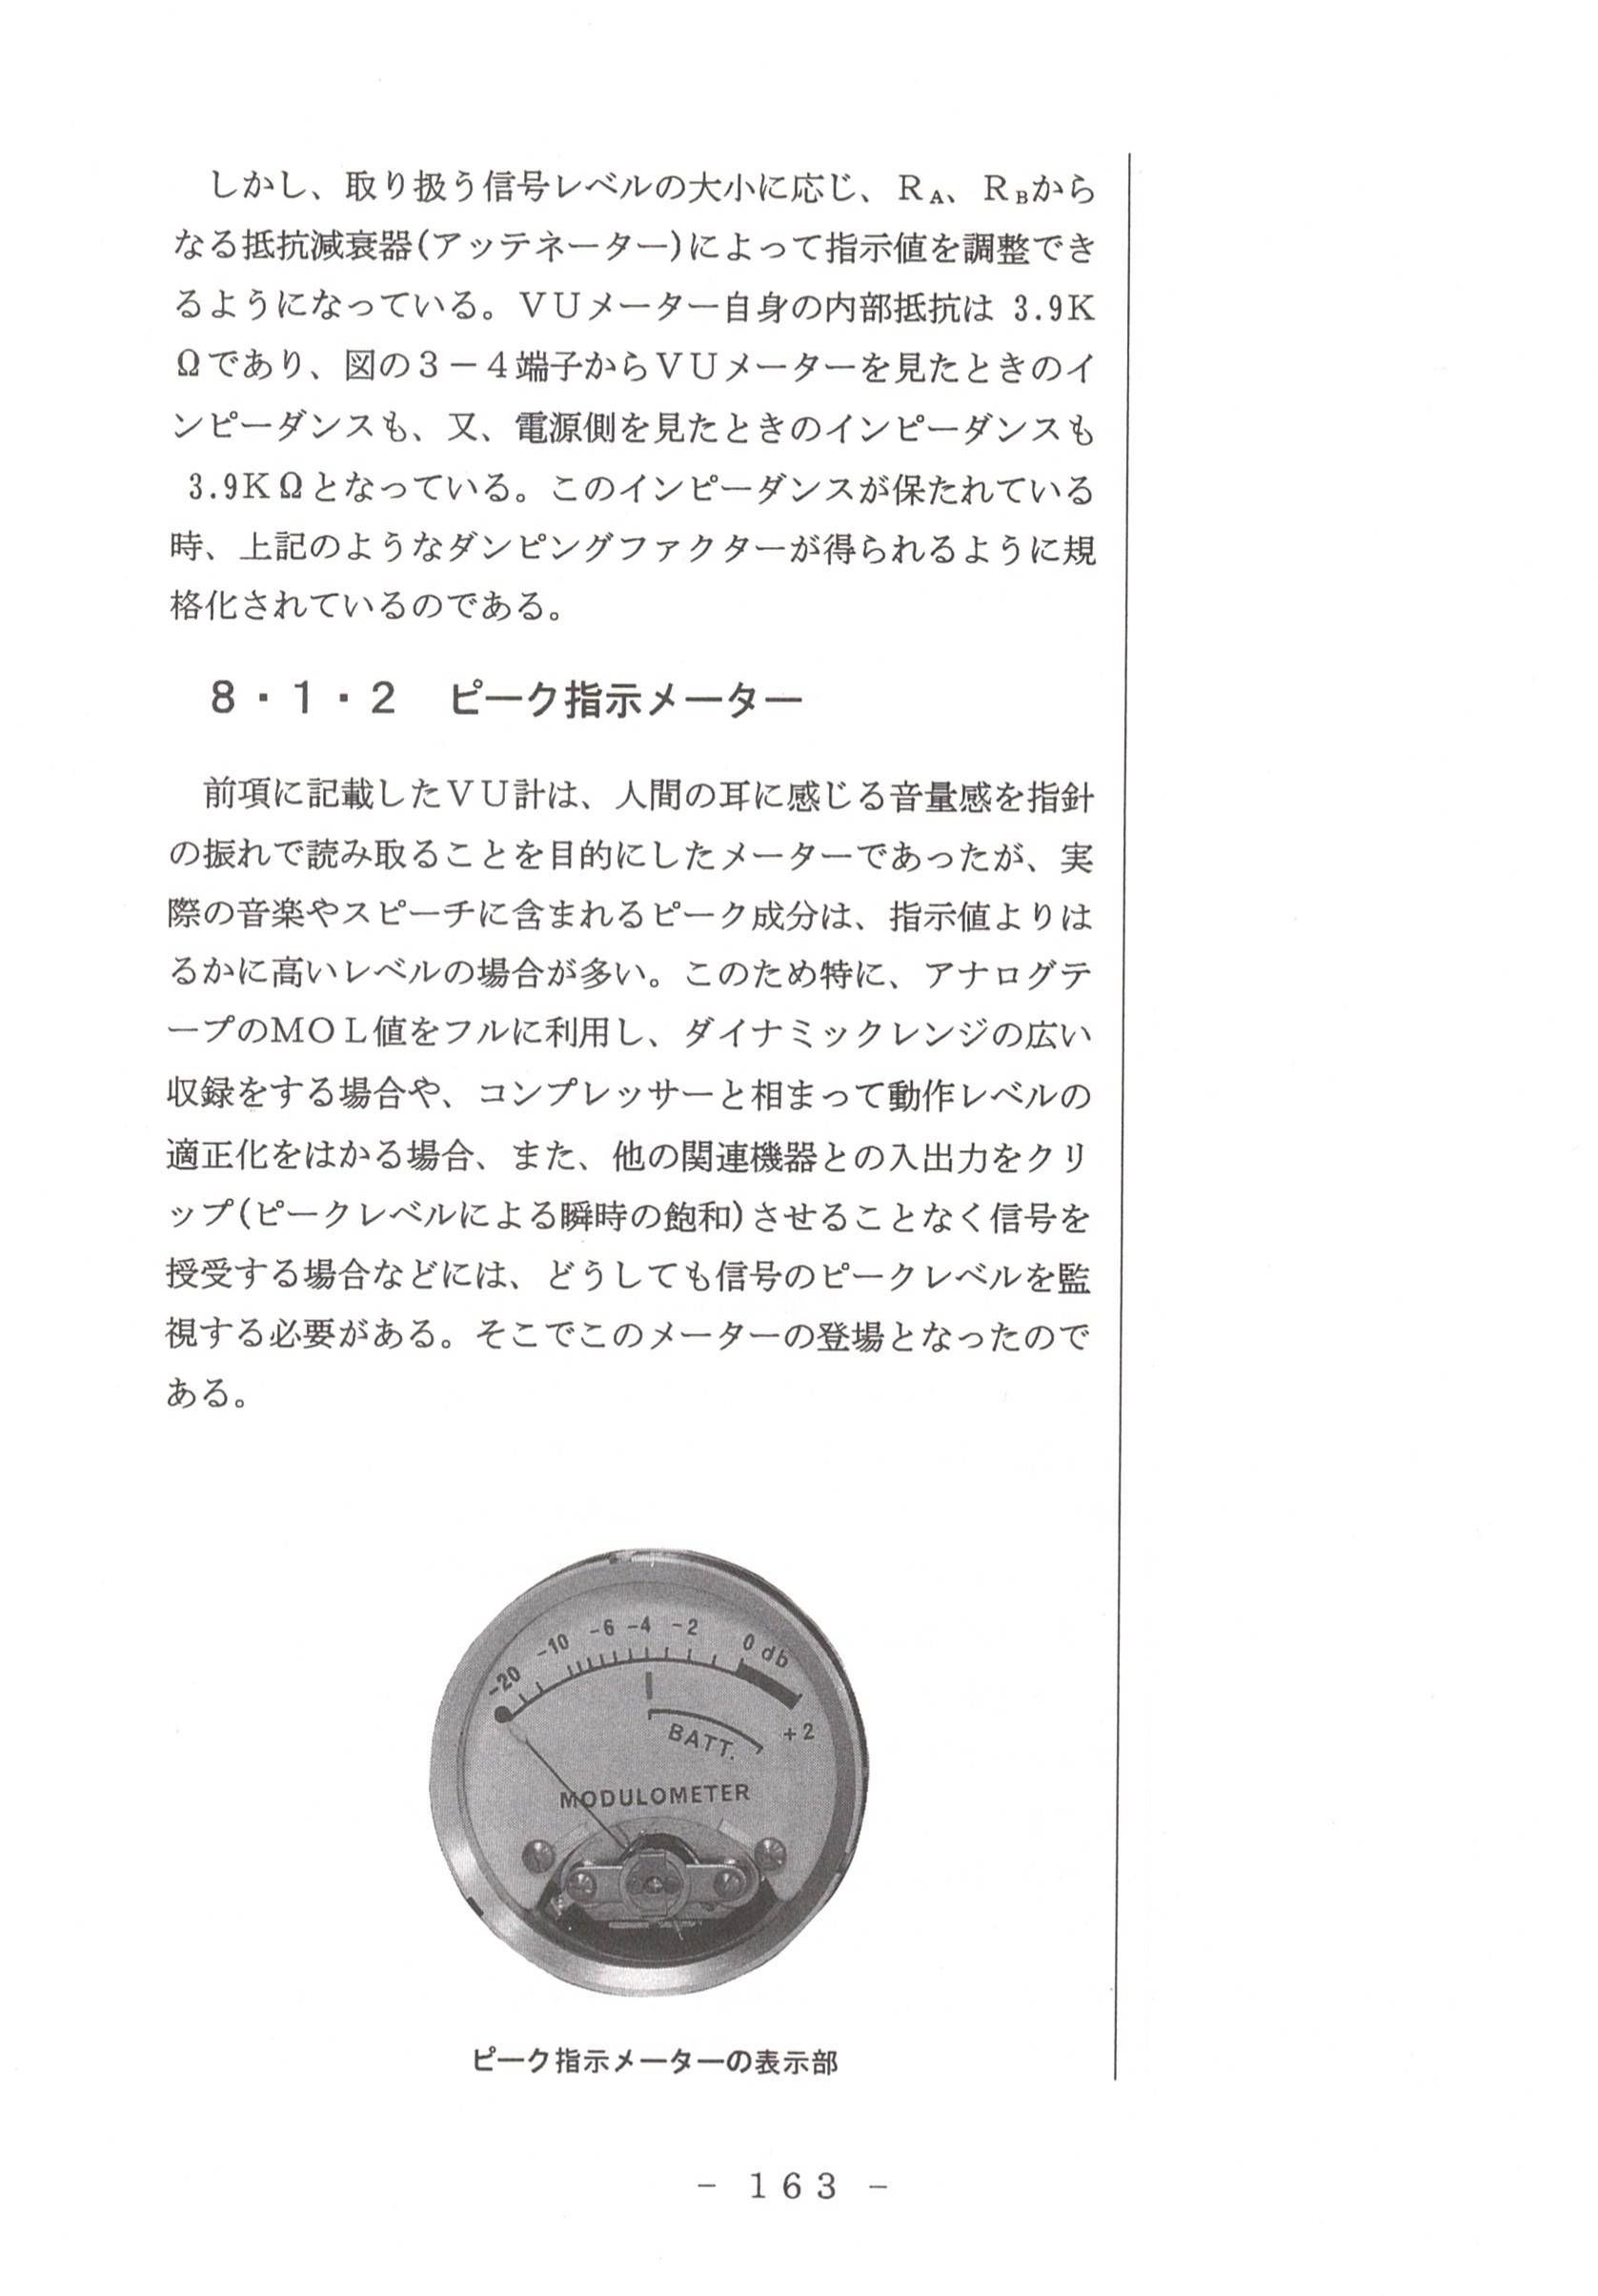 しかし、取り扱う信号レベルの大小に応じ、ＲA、ＲBから
なる抵抗減衰器(アッテネーター)によって指示値を調整でき
るようになっている。ＶＵメーター自身の内部抵抗は 3.9K
Ωであり、図の３－４端子からＶＵメーターを見たときのイ
ンピーダンスも、又、電源側を見たときのインピーダンスも
3.9KΩとなっている。このインピーダンスが保たれている
時、上記のようなダンピングファクターが得られるように規
格化されているのである。
８・１・２　ピーク指示メーター
前項に記載したＶＵ計は、人間の耳に感じる音量感を指針
の振れで読み取ることを目的にしたメーターであったが、実
際の音楽やスピーチに含まれるピーク成分は、指示値よりは
るかに高いレベルの場合が多い。このため特に、アナログテ
ープのＭＯＬ値をフルに利用し、ダイナミックレンジの広い
収録をする場合や、コンプレッサーと相まって動作レベルの
適正化をはかる場合、また、他の関連機器との入出力をクリ
ップ(ピークレベルによる瞬時の飽和)させることなく信号を
授受する場合などには、どうしても信号のピークレベルを監
視する必要がある。そこでこのメーターの登場となったので
ある。
-20 -10 -6 -4 -2 0 db
+2
BATT.
MODULOMETER
ピーク指示メーターの表示部
- 163 -